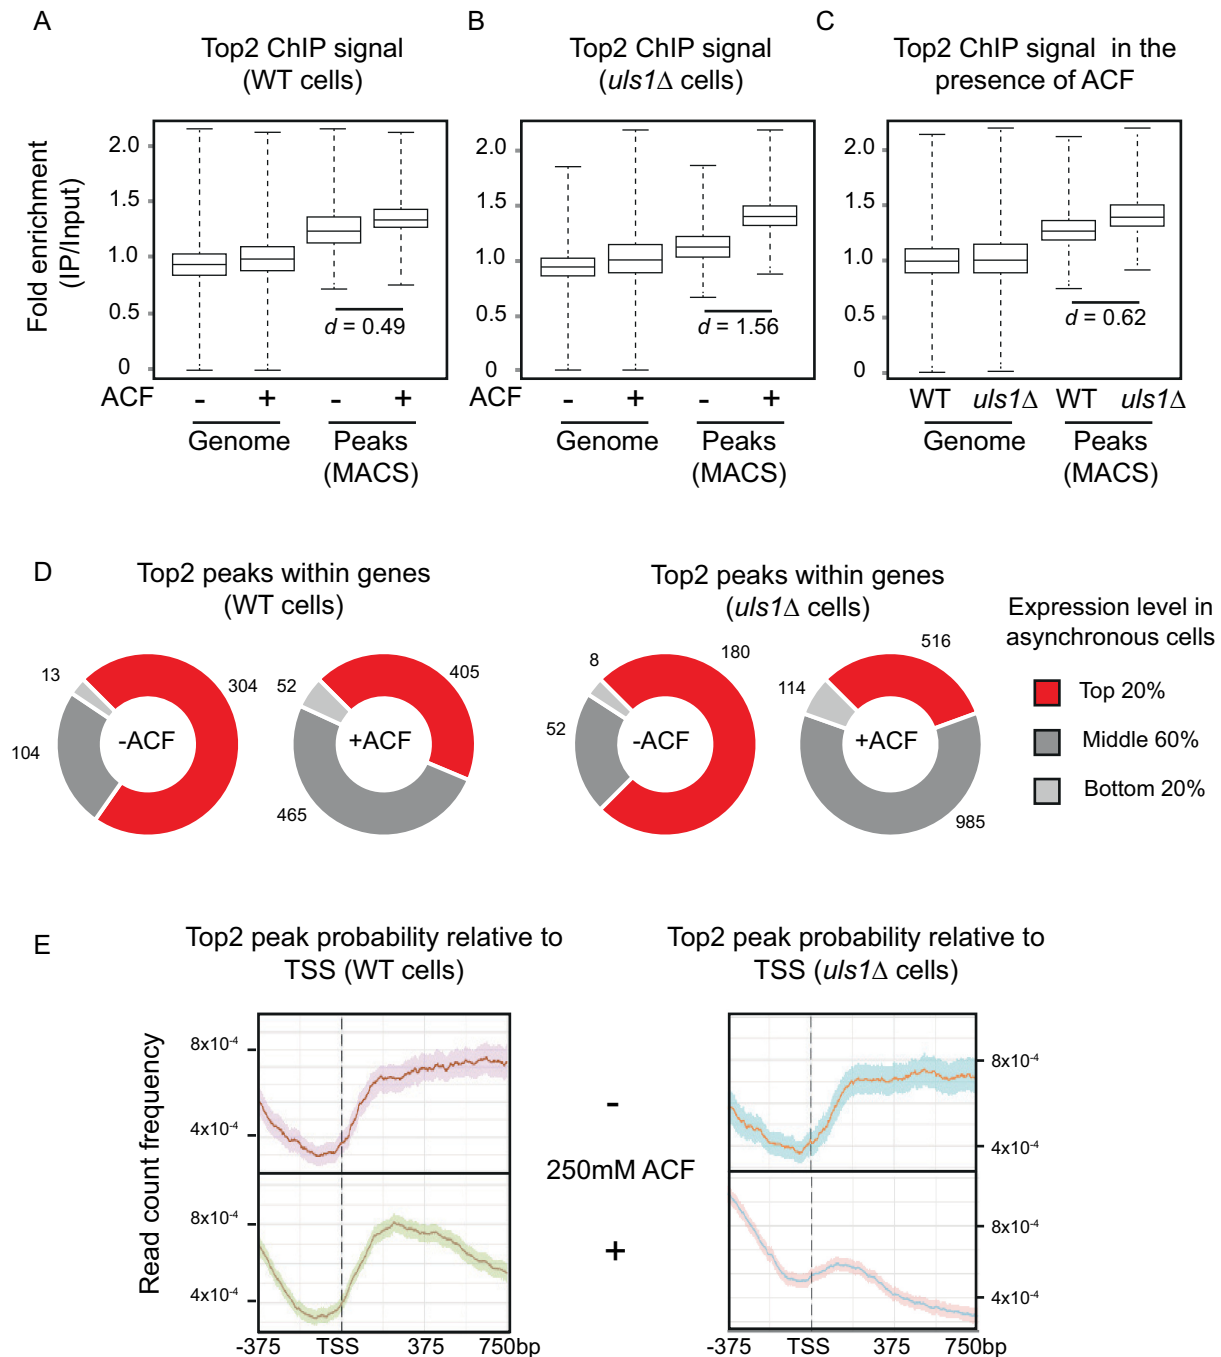 A
Top2 ChIP signal
(WT cells)
B
Top2 ChIP signal
(uls1Δ cells)
C
Top2 ChIP signal in the
presence of ACF
Fold enrichment
(IP/Input)
2.0
1.5
1.0
0.5
0
d = 0.49
ACF - + - +
Genome Peaks
(MACS)
2.0
1.5
1.0
0.5
0
d = 1.56
ACF - + - +
Genome Peaks
(MACS)
2.0
1.5
1.0
0.5
0
d = 0.62
WT uls1Δ WT uls1Δ
Genome Peaks
(MACS)
D
Top2 peaks within genes
(WT cells)
13
304
104
-ACF
52
405
465
+ACF
Top2 peaks within genes
(uls1Δ cells)
8
180
52
-ACF
114
516
985
+ACF
Expression level in
asynchronous cells
Top 20%
Middle 60%
Bottom 20%
E
Top2 peak probability relative to
TSS (WT cells)
Top2 peak probability relative to
TSS (uls1Δ cells)
Read count frequency
8x10⁻⁴
4x10⁻⁴
8x10⁻⁴
4x10⁻⁴
-375 TSS 375 750bp
-
250mM ACF
+
8x10⁻⁴
4x10⁻⁴
8x10⁻⁴
4x10⁻⁴
-375 TSS 375 750bp